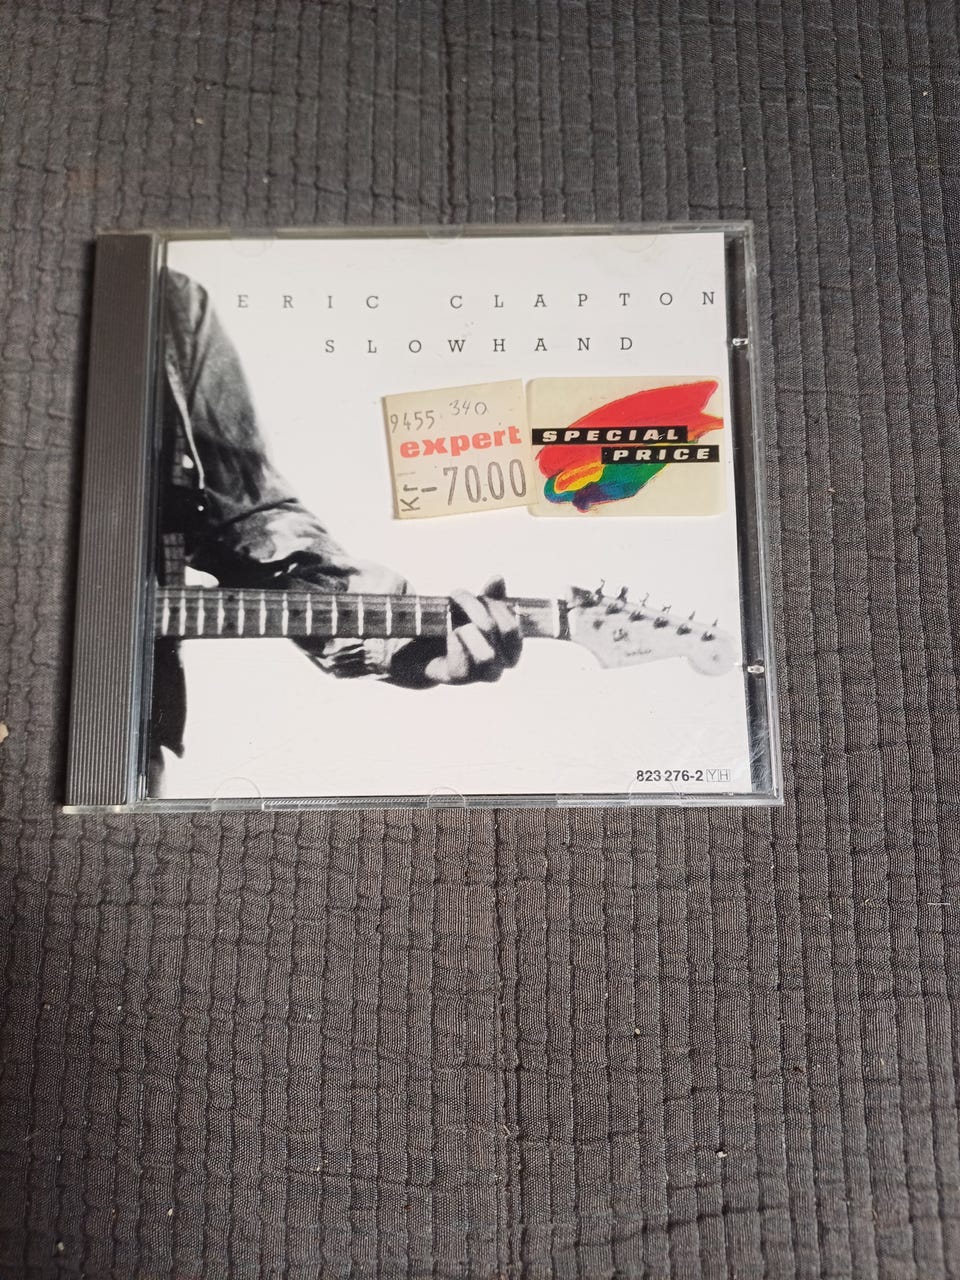 ERIC CLAPTON
SLOWHAND
9455 340
expert
Kr -70.00
SPECIAL
PRICE
823 276-2 YH